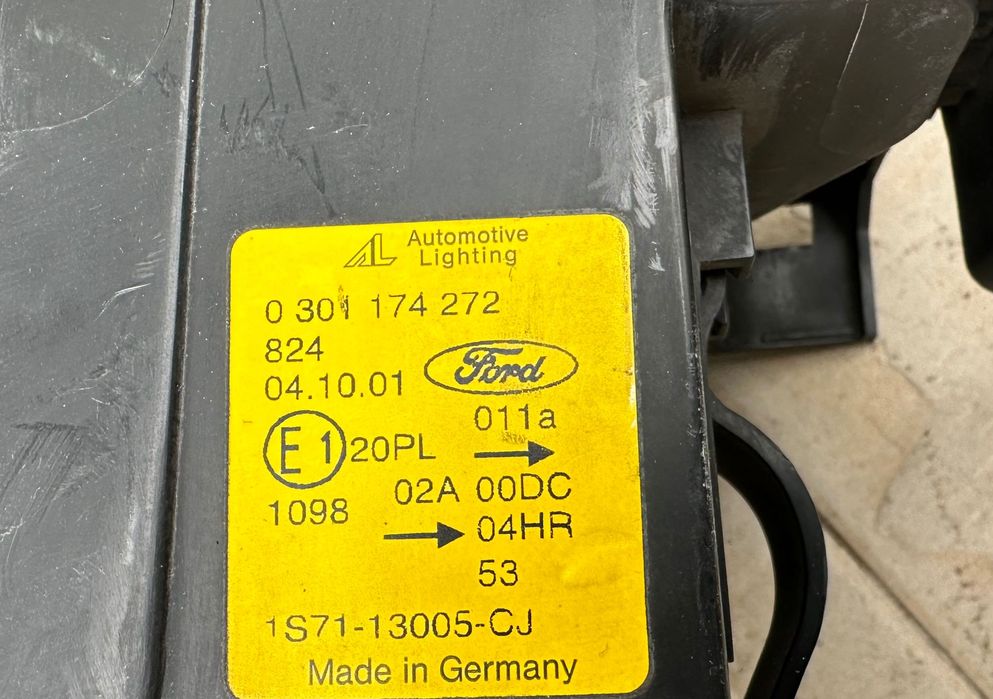 AL Automotive
Lighting
0 301 174 272
824
Ford
04.10.01
011a
E1 20PL →
02A 00DC
1098
→ 04HR
53
1S71-13005-CJ
Made in Germany